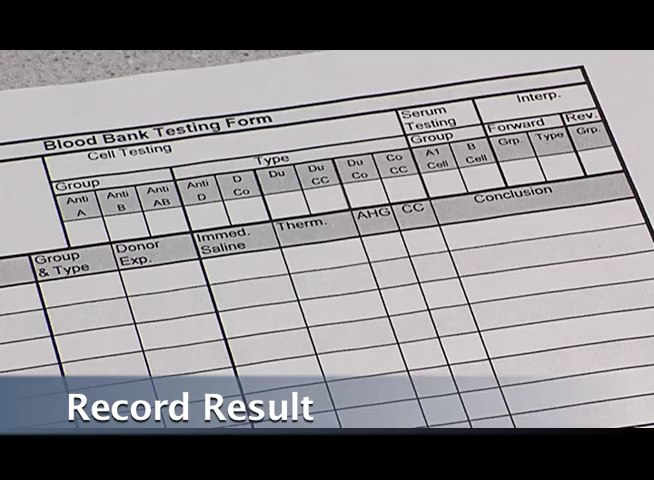 Blood Bank Testing Form
Cell Testing
Serum
Testing
Interp.
Group
Type
Group
Forward
Rev.
Anti
A
Anti
B
Anti
AB
Anti
D
D
Co
Du
Du
CC
Du
Co
Co
CC
A1
Cell
B
Cell
Grp.
Type
Grp.
Group
& Type
Donor
Exp.
Immed.
Saline
Therm.
AHG
CC
Conclusion
Record Result